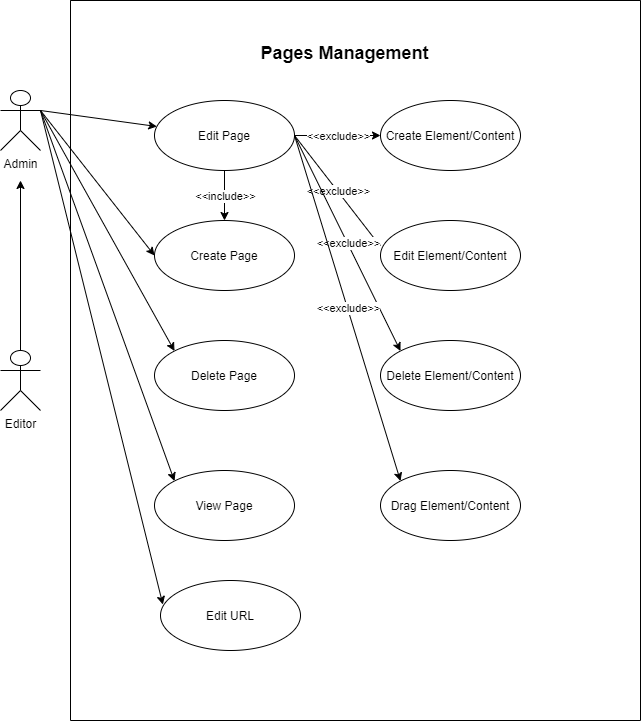 Pages Management
Edit Page
<<exclude>>
Create Element/Content
Admin
<<include>>
<<exclude>>
Create Page
<<exclude>>
Edit Element/Content
<<exclude>>
Delete Page
Delete Element/Content
Editor
View Page
Drag Element/Content
Edit URL